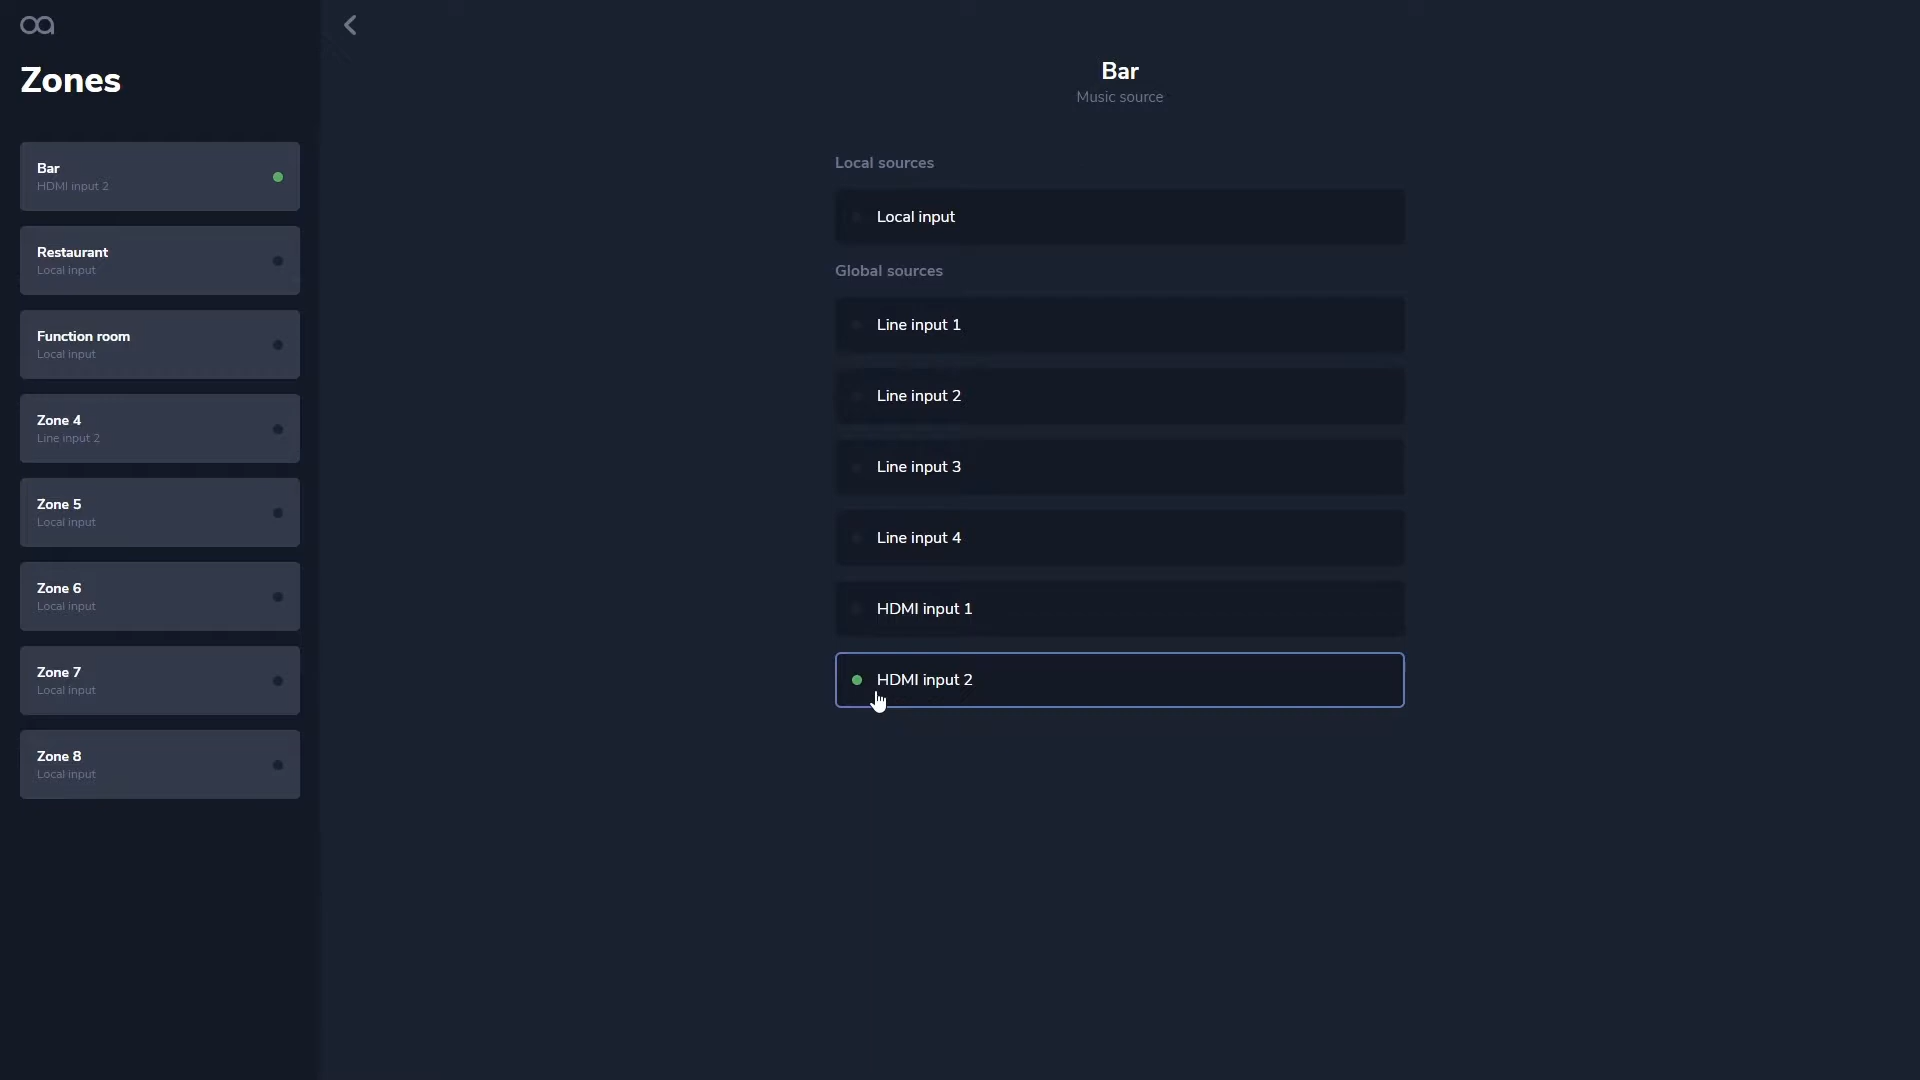 Zones
Bar
HDMI input 2
Restaurant
Local input
Function room
Local input
Zone 4
Line input 2
Zone 5
Local input
Zone 6
Local input
Zone 7
Local input
Zone 8
Local input
Bar
Music source
Local sources
Local input
Global sources
Line input 1
Line input 2
Line input 3
Line input 4
HDMI input 1
HDMI input 2